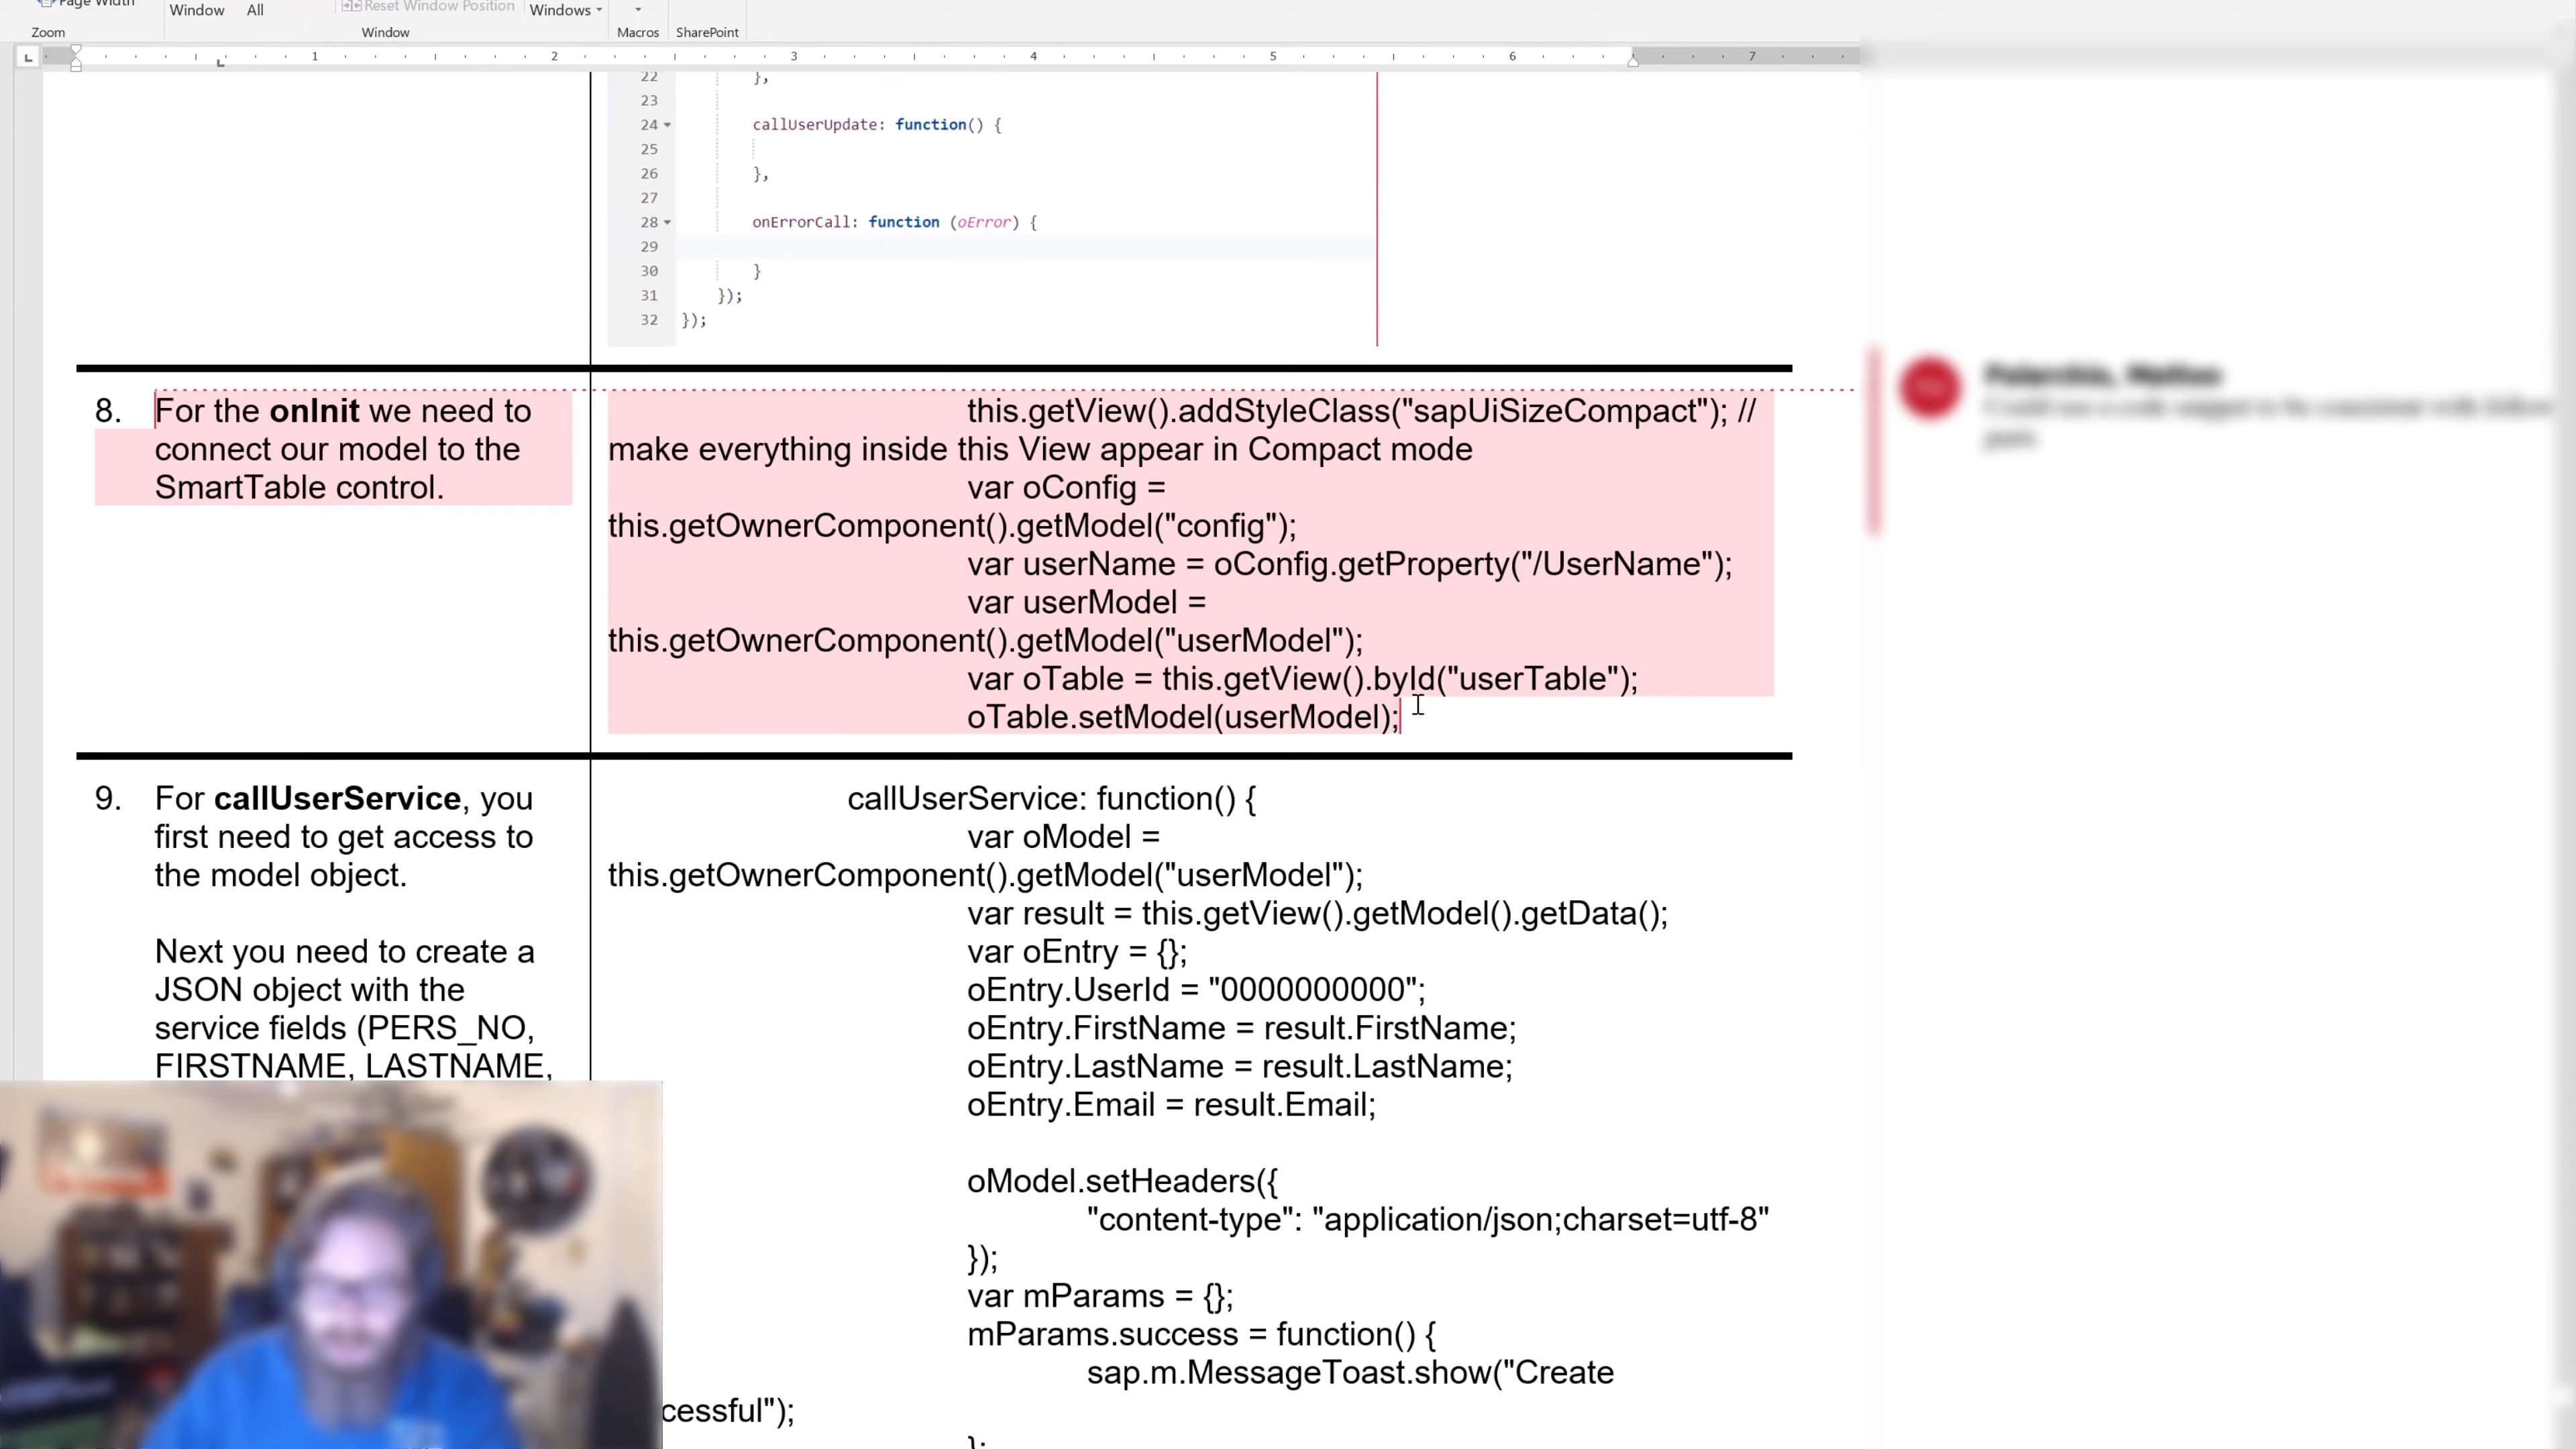 Page Width
Window All
Reset Window Position
Windows
Zoom
Window
Macros
SharePoint
1 2 3 4 5 6 7
22 },
23
24 callUserUpdate: function() {
25
26 },
27
28 onErrorCall: function (oError) {
29
30 }
31 });
32 });
8. For the onInit we need to
connect our model to the
SmartTable control.
this.getView().addStyleClass("sapUiSizeCompact"); //
make everything inside this View appear in Compact mode
var oConfig =
this.getOwnerComponent().getModel("config");
var userName = oConfig.getProperty("/UserName");
var userModel =
this.getOwnerComponent().getModel("userModel");
var oTable = this.getView().byId("userTable");
oTable.setModel(userModel);
9. For callUserService, you
first need to get access to
the model object.
Next you need to create a
JSON object with the
service fields (PERS_NO,
FIRSTNAME, LASTNAME,
callUserService: function() {
var oModel =
this.getOwnerComponent().getModel("userModel");
var result = this.getView().getModel().getData();
var oEntry = {};
oEntry.UserId = "0000000000";
oEntry.FirstName = result.FirstName;
oEntry.LastName = result.LastName;
oEntry.Email = result.Email;
oModel.setHeaders({
"content-type": "application/json;charset=utf-8"
});
var mParams = {};
mParams.success = function() {
sap.m.MessageToast.show("Create
cessful");
};